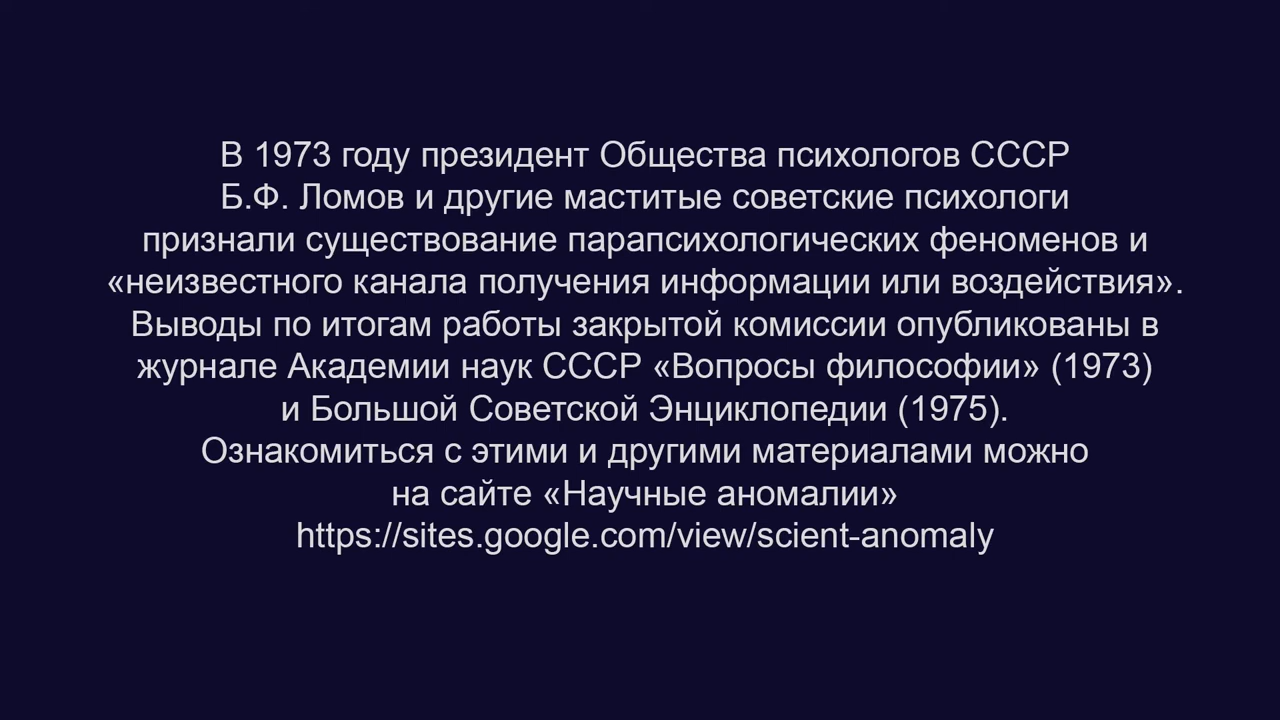 В 1973 году президент Общества психологов СССР
Б.Ф. Ломов и другие маститые советские психологи
признали существование парапсихологических феноменов и
«неизвестного канала получения информации или воздействия».
Выводы по итогам работы закрытой комиссии опубликованы в
журнале Академии наук СССР «Вопросы философии» (1973)
и Большой Советской Энциклопедии (1975).
Ознакомиться с этими и другими материалами можно
на сайте «Научные аномалии»
https://sites.google.com/view/scient-anomaly